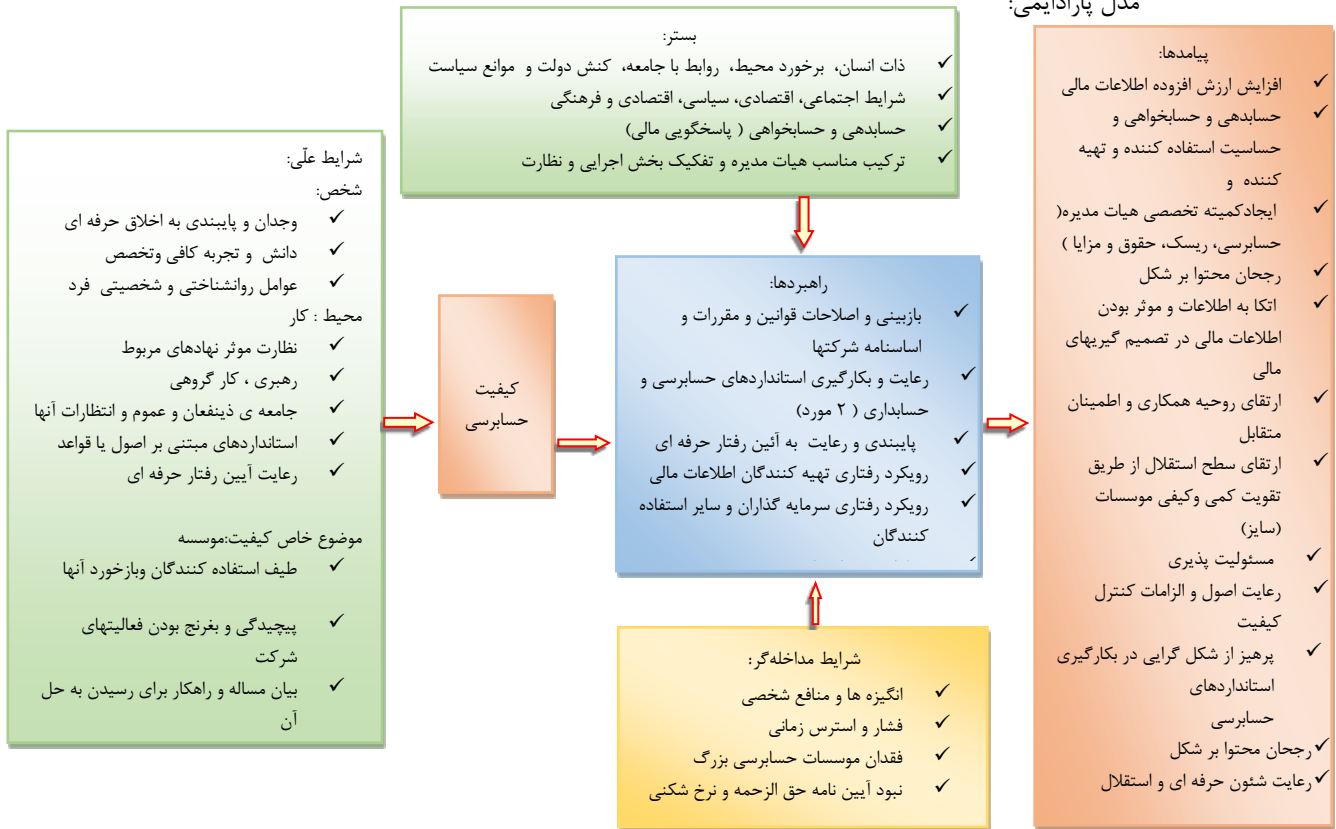 مدل پارادایمی:
بستر:
✓ ذات انسان، برخورد محیط، روابط با جامعه، کنش دولت و موانع سیاست
✓ شرایط اجتماعی، اقتصادی، سیاسی، اقتصادی و فرهنگی
✓ حسابدهی و حسابخواهی ( پاسخگویی مالی)
✓ ترکیب مناسب هیات مدیره و تفکیک بخش اجرایی و نظارت
پیامدها:
✓ افزایش ارزش افزوده اطلاعات مالی
✓ حسابدهی و حسابخواهی و
حساسیت استفاده کننده و تهیه
کننده و
✓ ایجادکمیته تخصصی هیات مدیره(
حسابرسی، ریسک، حقوق و مزایا )
✓ رجحان محتوا بر شکل
✓ اتکا به اطلاعات و موثر بودن
اطلاعات مالی در تصمیم گیریهای
مالی
✓ ارتقای روحیه همکاری و اطمینان
متقابل
✓ ارتقای سطح استقلال از طریق
تقویت کمی وکیفی موسسات
(سایز)
✓ مسئولیت پذیری
✓ رعایت اصول و الزامات کنترل
کیفیت
✓ پرهیز از شکل گرایی در بکارگیری
استانداردهای
حسابرسی
✓ رجحان محتوا بر شکل
✓ رعایت شئون حرفه ای و استقلال
راهبردها:
✓ بازبینی و اصلاحات قوانین و مقررات و
اساسنامه شرکتها
✓ رعایت و بکارگیری استانداردهای حسابرسی و
حسابداری ( ۲ مورد)
✓ پایبندی و رعایت به آئین رفتار حرفه ای
✓ رویکرد رفتاری تهیه کنندگان اطلاعات مالی
✓ رویکرد رفتاری سرمایه گذاران و سایر استفاده
کنندگان
کیفیت
حسابرسی
شرایط علّی:
شخص:
✓ وجدان و پایبندی به اخلاق حرفه ای
✓ دانش و تجربه کافی وتخصص
✓ عوامل روانشناختی و شخصیتی فرد
محیط : کار
✓ نظارت موثر نهادهای مربوط
✓ رهبری ، کار گروهی
✓ جامعه ی ذینفعان و عموم و انتظارات آنها
✓ استانداردهای مبتنی بر اصول یا قواعد
✓ رعایت آیین رفتار حرفه ای
موضوع خاص کیفیت:موسسه
✓ طیف استفاده کنندگان وبازخورد آنها
✓ پیچیدگی و بغرنج بودن فعالیتهای
شرکت
✓ بیان مساله و راهکار برای رسیدن به حل
آن
شرایط مداخله‌گر:
✓ انگیزه ها و منافع شخصی
✓ فشار و استرس زمانی
✓ فقدان موسسات حسابرسی بزرگ
✓ نبود آیین نامه حق الزحمه و نرخ شکنی